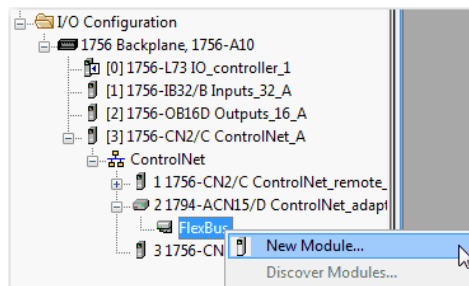 I/O Configuration
1756 Backplane, 1756-A10
[0] 1756-L73 IO_controller_1
[1] 1756-IB32/B Inputs_32_A
[2] 1756-OB16D Outputs_16_A
[3] 1756-CN2/C ControlNet_A
ControlNet
1 1756-CN2/C ControlNet_remote_
2 1794-ACN15/D ControlNet_adapt
FlexBus
3 1756-CN
New Module...
Discover Modules...